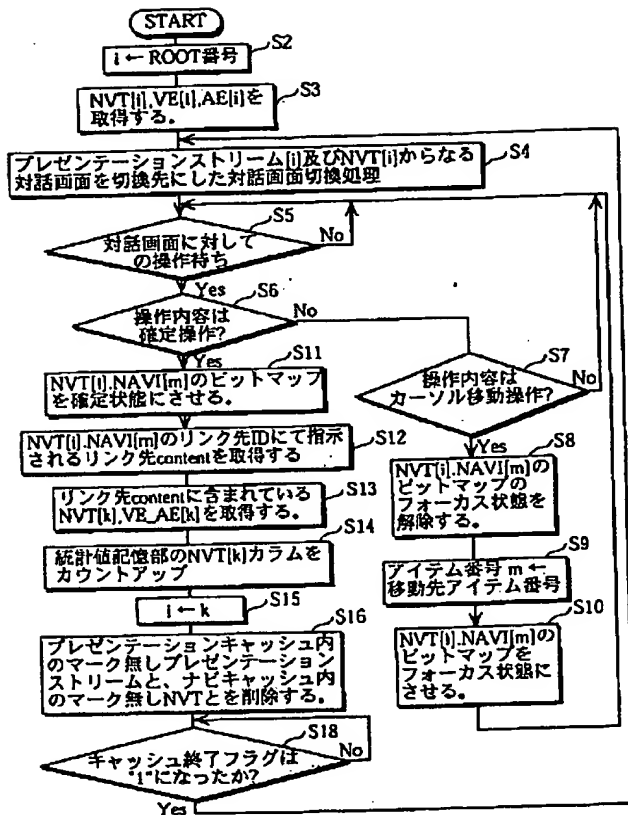 START
S2
i ← ROOT番号
S3
NVT[i],VE[i],AE[i]を
取得する。
S4
プレゼンテーションストリーム[i]及びNVT[i]からなる
対話画面を切換先にした対話画面切換処理
S5
対話画面に対して
の操作待ち
No
Yes
S6
操作内容は
確定操作?
No
Yes
S7
操作内容は
カーソル移動操作?
No
Yes
S8
NVT[i].NAVI[m]の
ビットマップの
フォーカス状態を
解除する。
S9
アイテム番号 m ←
移動先アイテム番号
S10
NVT[i].NAVI[m]の
ビットマップを
フォーカス状態に
させる。
S11
NVT[i].NAVI[m]のビットマップ
を確定状態にさせる。
S12
NVT[i].NAVI[m]のリンク先IDにて指示
されるリンク先contentを取得する
S13
リンク先contentに含まれている
NVT[k],VE_AE[k]を取得する。
S14
統計値記憶部のNVT[k]カラムを
カウントアップ
S15
i ← k
S16
プレゼンテーションキャッシュ内
のマーク無しプレゼンテーション
ストリームと、ナビキャッシュ内
のマーク無しNVTとを削除する。
S18
キャッシュ終了フラグは
"1"になったか?
No
Yes